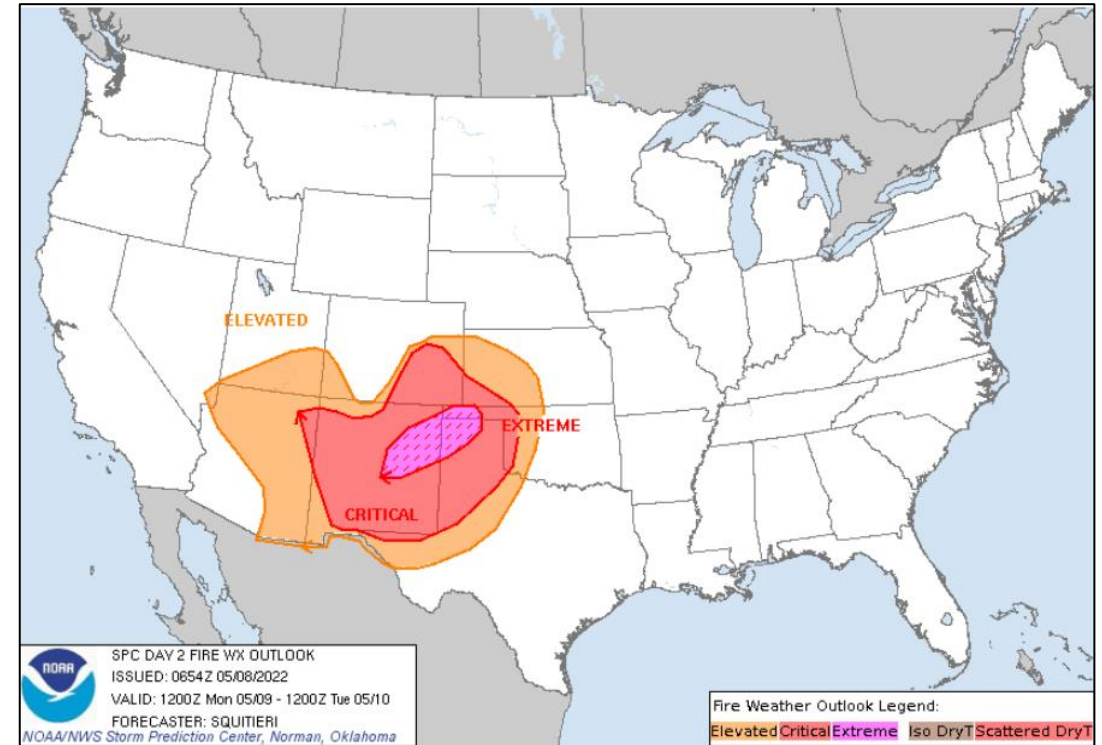 ELEVATED
EXTREME
CRITICAL
NOAA
SPC DAY 2 FIRE WX OUTLOOK
ISSUED: 0654Z 05/08/2022
VALID: 1200Z Mon 05/09 - 1200Z Tue 05/10
FORECASTER: SQUITIERI
NOAA/NWS Storm Prediction Center, Norman, Oklahoma
Fire Weather Outlook Legend:
Elevated Critical Extreme Iso DryT Scattered DryT